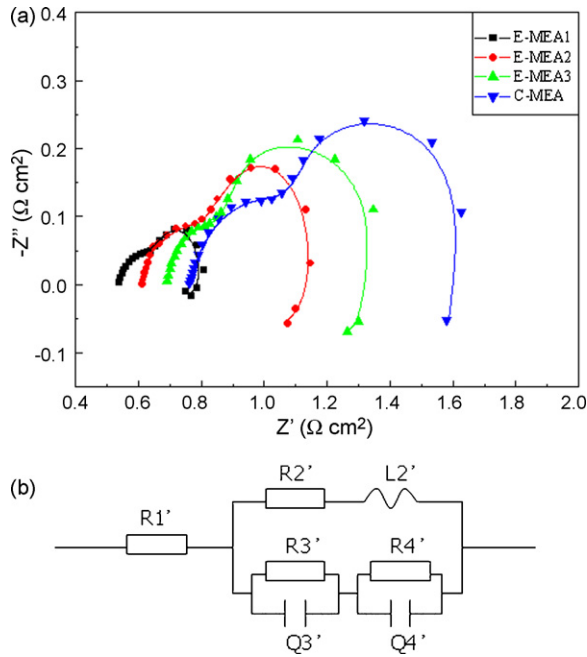 (a)
0.4
0.3
0.2
0.1
0.0
-0.1
-Z'' (Ω cm²)
E-MEA1
E-MEA2
E-MEA3
C-MEA
0.4 0.6 0.8 1.0 1.2 1.4 1.6 1.8 2.0
Z' (Ω cm²)
(b)
R2' L2'
R1'
R3' R4'
Q3' Q4'